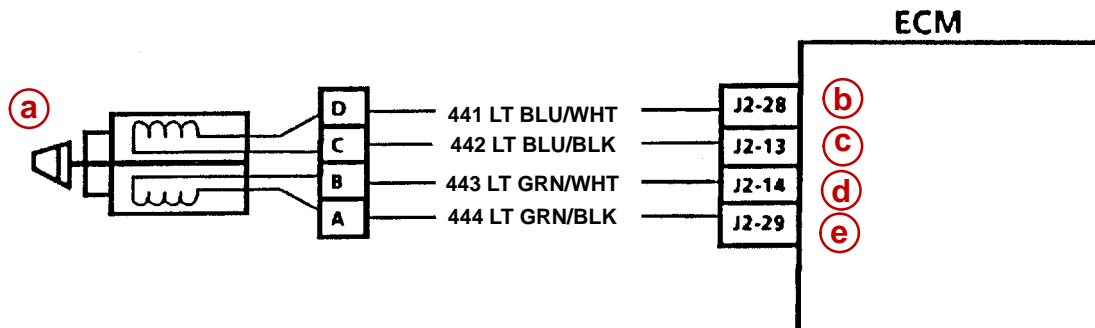 ECM
a
D 441 LT BLU/WHT J2-28 b
C 442 LT BLU/BLK J2-13 c
B 443 LT GRN/WHT J2-14 d
A 444 LT GRN/BLK J2-29 e